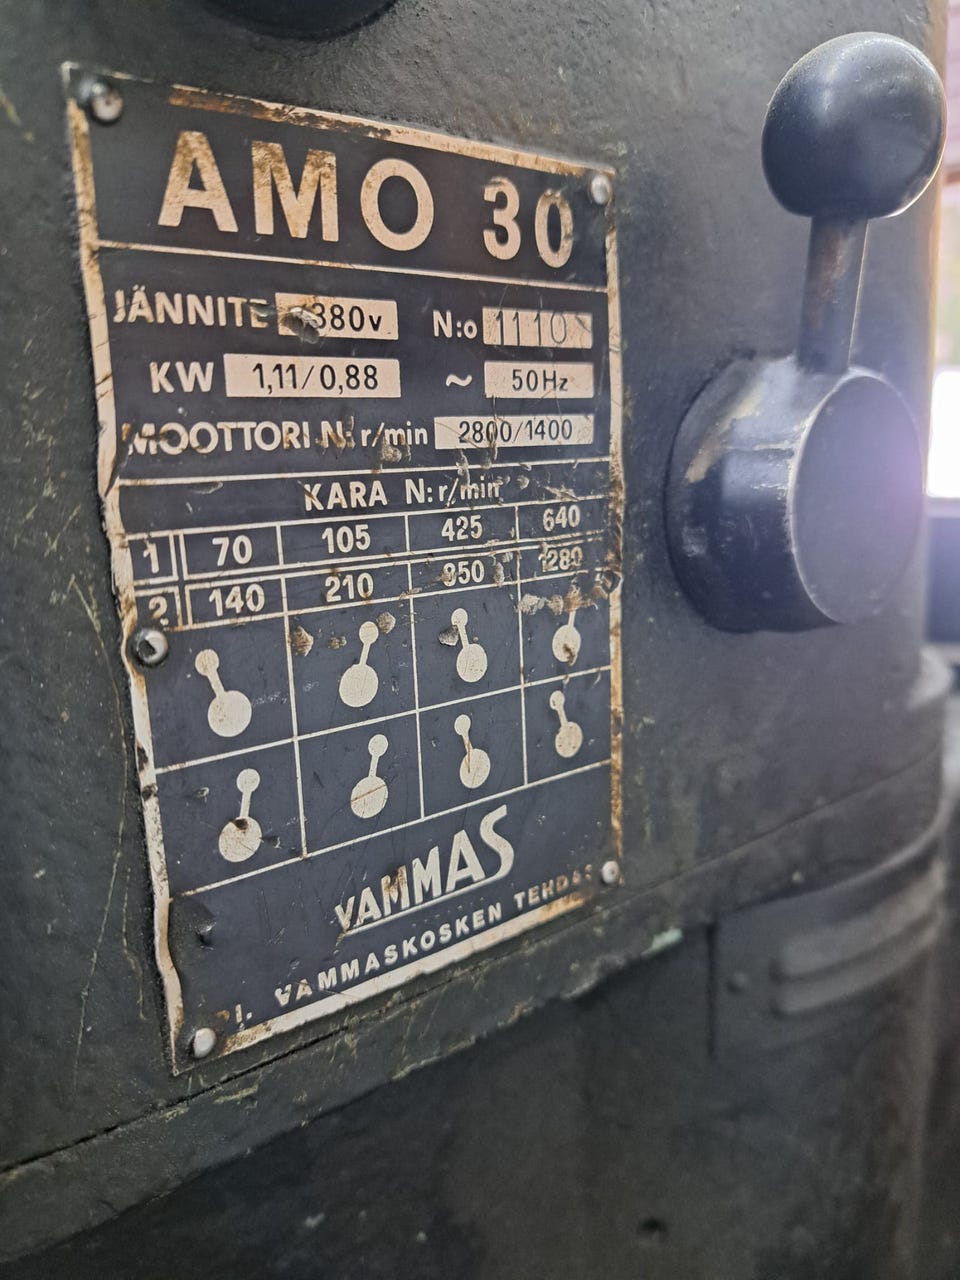 AMO 30
JÄNNITE 380v N:o 1110
KW 1,11/0,88 ~ 50Hz
MOOTTORI N: r/min 2800/1400
KARA N: r/min
1 70 105 425 640
2 140 210 850 1280
VAMMAS
VAMMASKOSKEN TEHDAS